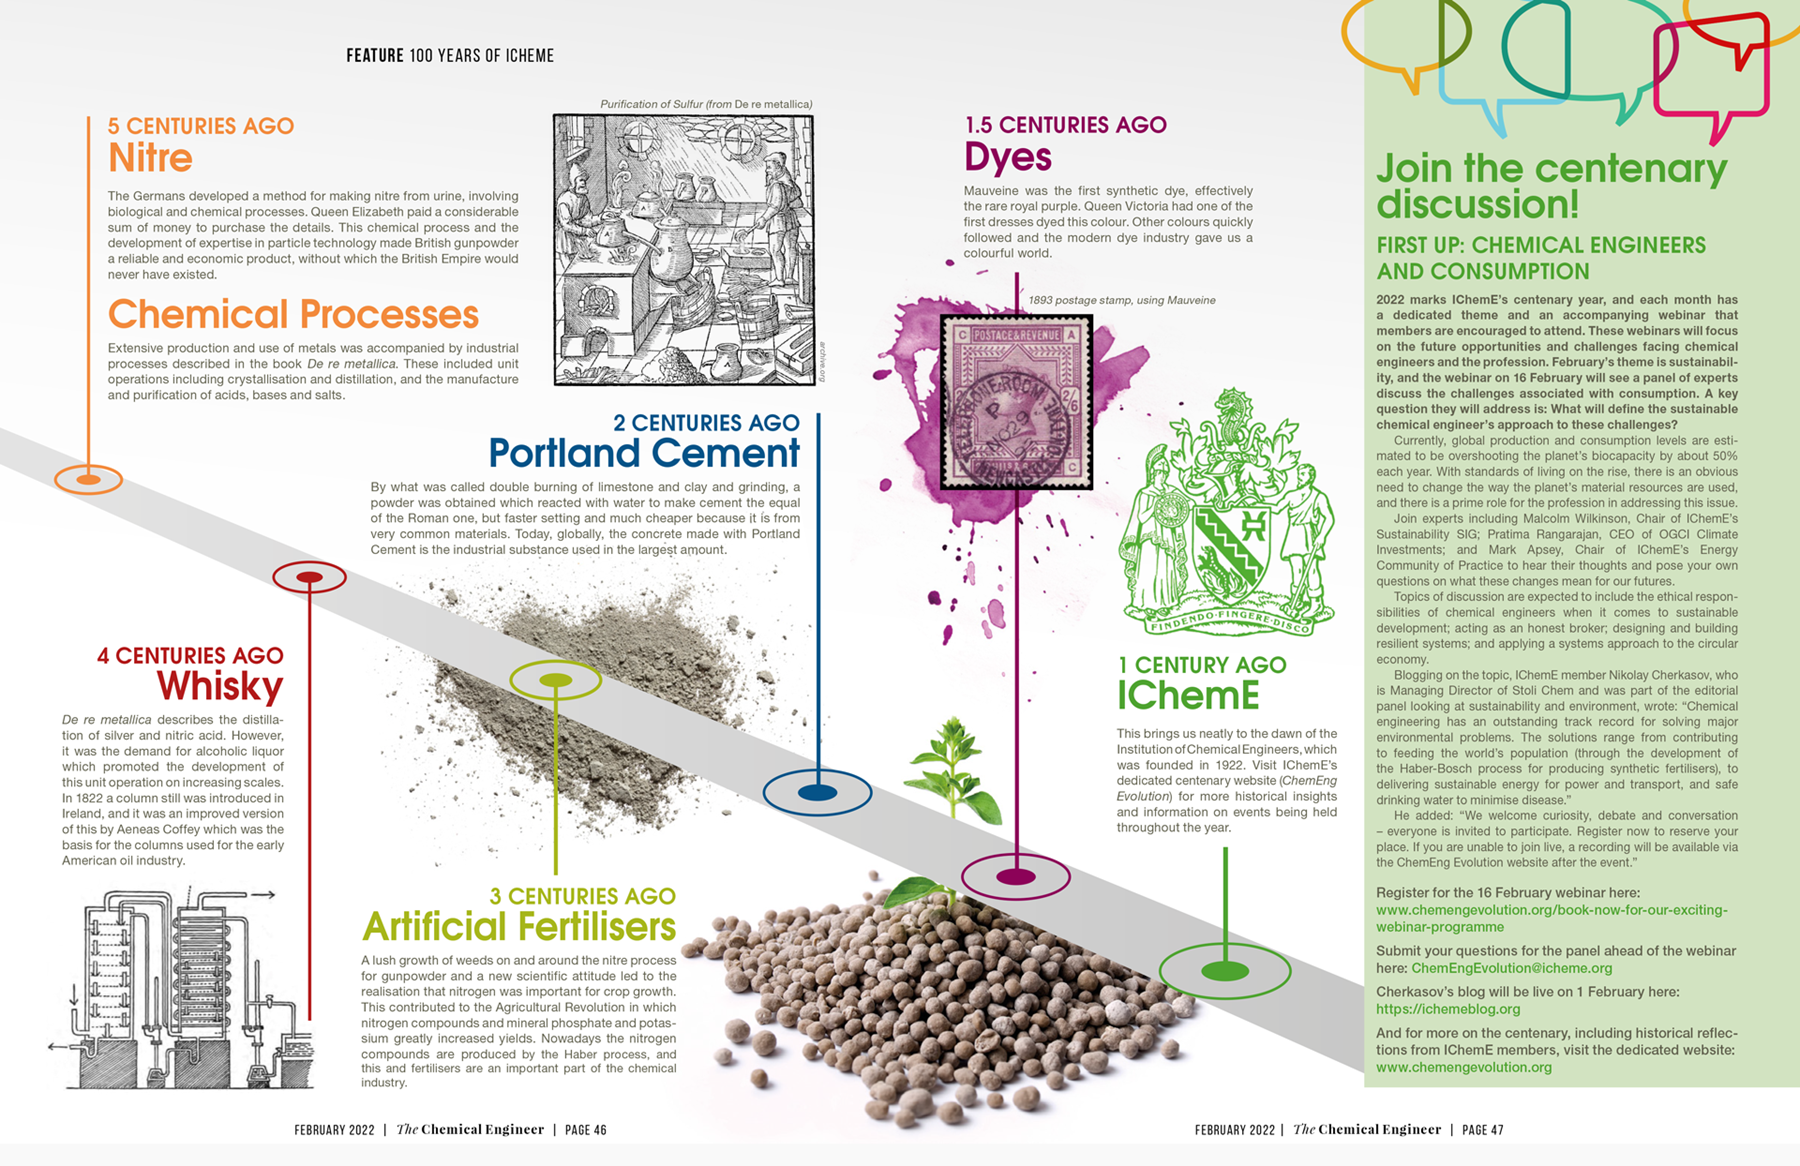 FEATURE 100 YEARS OF ICHEME
5 CENTURIES AGO
Nitre
The Germans developed a method for making nitre from urine, involving
biological and chemical processes. Queen Elizabeth paid a considerable
sum of money to purchase the details. This chemical process and the
development of expertise in particle technology made British gunpowder
a reliable and economic product, without which the British Empire would
never have existed.
Chemical Processes
Extensive production and use of metals was accompanied by industrial
processes described in the book De re metallica. These included unit
operations including crystallisation and distillation, and the manufacture
and purification of acids, bases and salts.
Purification of Sulfur (from De re metallica)
archive.org
4 CENTURIES AGO
Whisky
De re metallica describes the distilla-
tion of silver and nitric acid. However,
it was the demand for alcoholic liquor
which promoted the development of
this unit operation on increasing scales.
In 1822 a column still was introduced in
Ireland, and it was an improved version
of this by Aeneas Coffey which was the
basis for the columns used for the early
American oil industry.
2 CENTURIES AGO
Portland Cement
By what was called double burning of limestone and clay and grinding, a
powder was obtained which reacted with water to make cement the equal
of the Roman one, but faster setting and much cheaper because it is from
very common materials. Today, globally, the concrete made with Portland
Cement is the industrial substance used in the largest amount.
3 CENTURIES AGO
Artificial Fertilisers
A lush growth of weeds on and around the nitre process
for gunpowder and a new scientific attitude led to the
realisation that nitrogen was important for crop growth.
This contributed to the Agricultural Revolution in which
nitrogen compounds and mineral phosphate and potas-
sium greatly increased yields. Nowadays the nitrogen
compounds are produced by the Haber process, and
this and fertilisers are an important part of the chemical
industry.
1.5 CENTURIES AGO
Dyes
Mauveine was the first synthetic dye, effectively
the rare royal purple. Queen Victoria had one of the
first dresses dyed this colour. Other colours quickly
followed and the modern dye industry gave us a
colourful world.
1893 postage stamp, using Mauveine
C POSTAGE & REVENUE A
2/6
C
FINDENDO·FINGERE·DISCO
1 CENTURY AGO
IChemE
This brings us neatly to the dawn of the
Institution of Chemical Engineers, which
was founded in 1922. Visit IChemE's
dedicated centenary website (ChemEng
Evolution) for more historical insights
and information on events being held
throughout the year.
Join the centenary
discussion!
FIRST UP: CHEMICAL ENGINEERS
AND CONSUMPTION
2022 marks IChemE's centenary year, and each month has
a dedicated theme and an accompanying webinar that
members are encouraged to attend. These webinars will focus
on the future opportunities and challenges facing chemical
engineers and the profession. February's theme is sustainabil-
ity, and the webinar on 16 February will see a panel of experts
discuss the challenges associated with consumption. A key
question they will address is: What will define the sustainable
chemical engineer's approach to these challenges?
Currently, global production and consumption levels are esti-
mated to be overshooting the planet's biocapacity by about 50%
each year. With standards of living on the rise, there is an obvious
need to change the way the planet's material resources are used,
and there is a prime role for the profession in addressing this issue.
Join experts including Malcolm Wilkinson, Chair of IChemE's
Sustainability SIG; Pratima Rangarajan, CEO of OGCI Climate
Investments; and Mark Apsey, Chair of IChemE's Energy
Community of Practice to hear their thoughts and pose your own
questions on what these changes mean for our futures.
Topics of discussion are expected to include the ethical respon-
sibilities of chemical engineers when it comes to sustainable
development; acting as an honest broker; designing and building
resilient systems; and applying a systems approach to the circular
economy.
Blogging on the topic, IChemE member Nikolay Cherkasov, who
is Managing Director of Stoli Chem and was part of the editorial
panel looking at sustainability and environment, wrote: “Chemical
engineering has an outstanding track record for solving major
environmental problems. The solutions range from contributing
to feeding the world's population (through the development of
the Haber-Bosch process for producing synthetic fertilisers), to
delivering sustainable energy for power and transport, and safe
drinking water to minimise disease.”
He added: “We welcome curiosity, debate and conversation
– everyone is invited to participate. Register now to reserve your
place. If you are unable to join live, a recording will be available via
the ChemEng Evolution website after the event.”
Register for the 16 February webinar here:
www.chemengevolution.org/book-now-for-our-exciting-
webinar-programme
Submit your questions for the panel ahead of the webinar
here: ChemEngEvolution@icheme.org
Cherkasov's blog will be live on 1 February here:
https://ichemeblog.org
And for more on the centenary, including historical reflec-
tions from IChemE members, visit the dedicated website:
www.chemengevolution.org
FEBRUARY 2022 | The Chemical Engineer | PAGE 46
FEBRUARY 2022 | The Chemical Engineer | PAGE 47